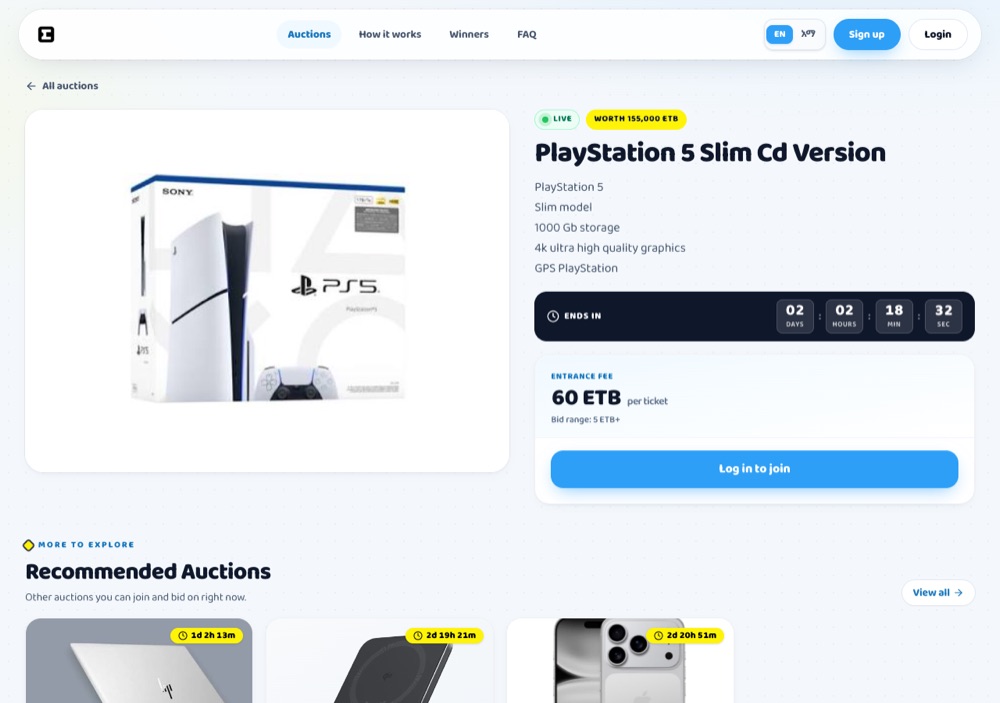 Auctions
How it works
Winners
FAQ
EN
አማ
Sign up
Login
← All auctions
SONY
PS5
PlayStation5
LIVE
WORTH 155,000 ETB
PlayStation 5 Slim Cd Version
PlayStation 5
Slim model
1000 Gb storage
4k ultra high quality graphics
GPS PlayStation
ENDS IN
02 : 02 : 18 : 32
DAYS HOURS MIN SEC
ENTRANCE FEE
60 ETB per ticket
Bid range: 5 ETB+
Log in to join
MORE TO EXPLORE
Recommended Auctions
Other auctions you can join and bid on right now.
View all →
1d 2h 13m
2d 19h 21m
2d 20h 51m
hp